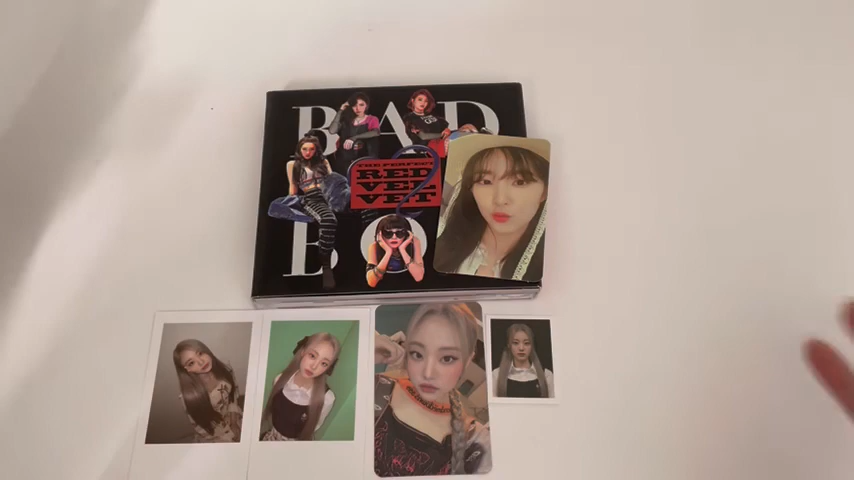 BAD
THE PERFECT
RED
VEL
VET
BO